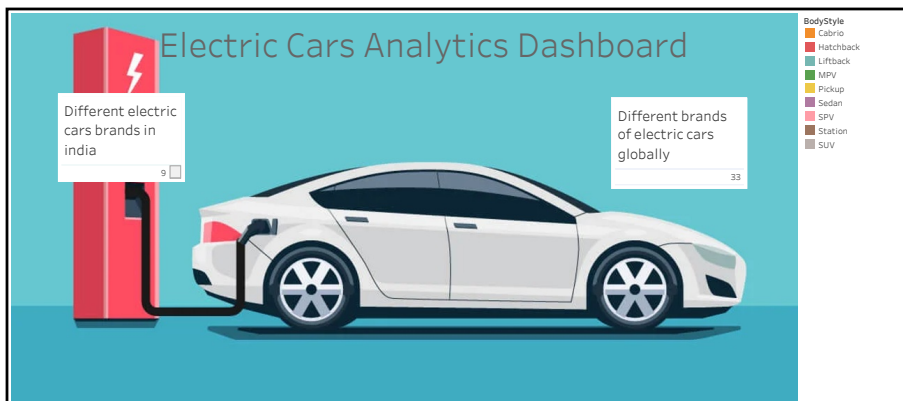 Electric Cars Analytics Dashboard
Different electric
cars brands in
india
9
Different brands
of electric cars
globally
33
BodyStyle
Cabrio
Hatchback
Liftback
MPV
Pickup
Sedan
SPV
Station
SUV